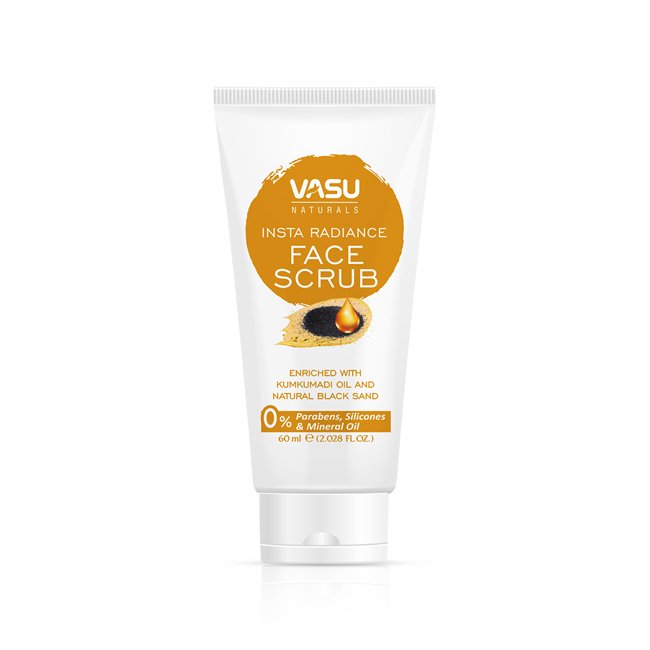 VASU
NATURALS
INSTA RADIANCE
FACE
SCRUB
ENRICHED WITH
KUMKUMADI OIL AND
NATURAL BLACK SAND
0% Parabens, Silicones
& Mineral Oil
60 ml ℮ (2.028 FL.OZ.)